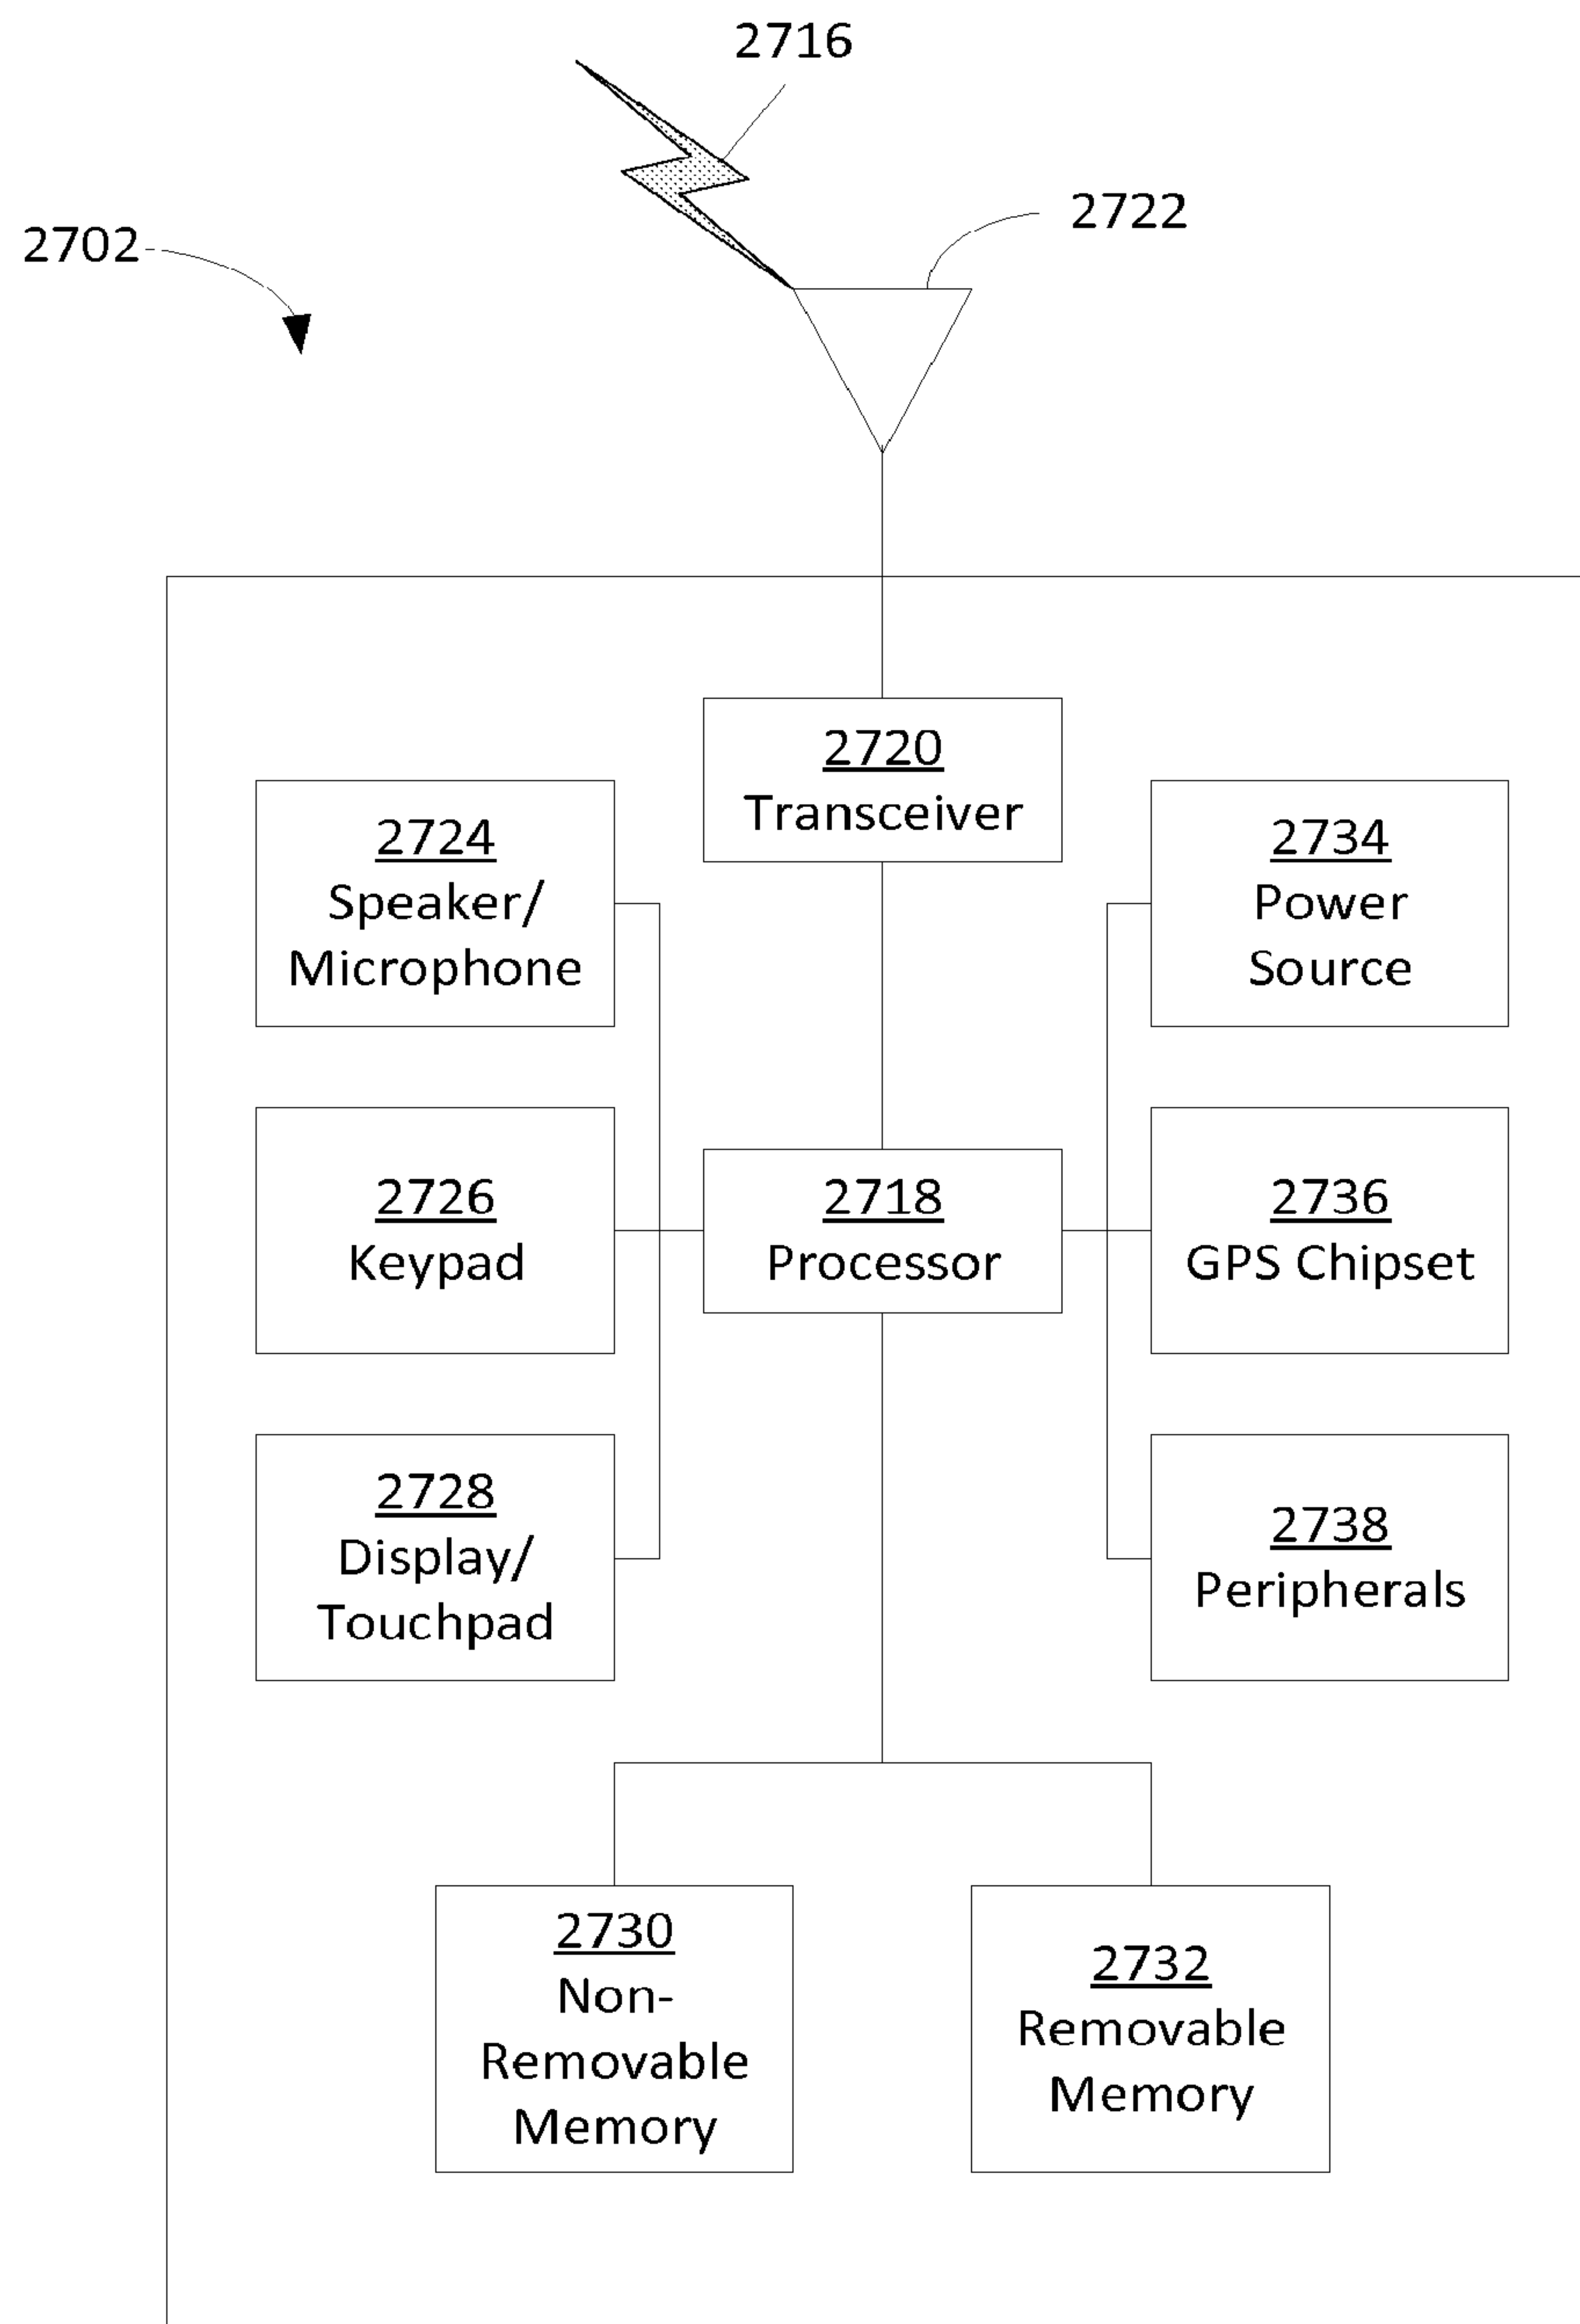 2716
2722
2702
2720
Transceiver
2724
Speaker/
Microphone
2734
Power
Source
2726
Keypad
2718
Processor
2736
GPS Chipset
2728
Display/
Touchpad
2738
Peripherals
2730
Non-
Removable
Memory
2732
Removable
Memory